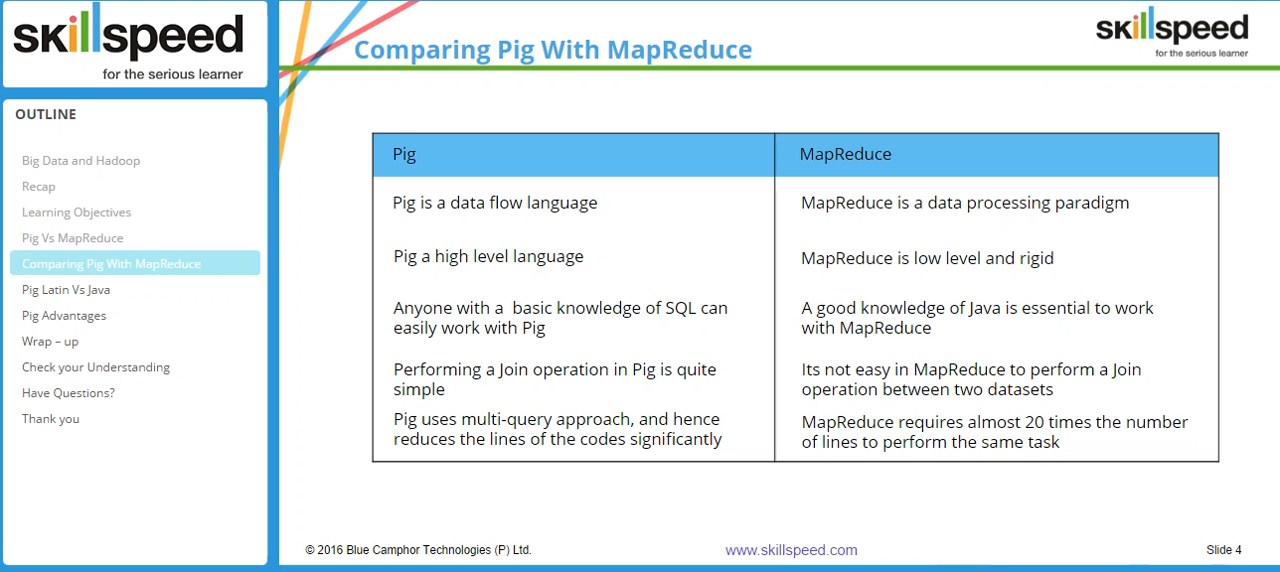 skillspeed
for the serious learner
OUTLINE
Big Data and Hadoop
Recap
Learning Objectives
Pig Vs MapReduce
Comparing Pig With MapReduce
Pig Latin Vs Java
Pig Advantages
Wrap – up
Check your Understanding
Have Questions?
Thank you
Comparing Pig With MapReduce
skillspeed
for the serious learner
Pig
MapReduce
Pig is a data flow language
MapReduce is a data processing paradigm
Pig a high level language
MapReduce is low level and rigid
Anyone with a  basic knowledge of SQL can
easily work with Pig
A good knowledge of Java is essential to work
with MapReduce
Performing a Join operation in Pig is quite
simple
Its not easy in MapReduce to perform a Join
operation between two datasets
Pig uses multi-query approach, and hence
reduces the lines of the codes significantly
MapReduce requires almost 20 times the number
of lines to perform the same task
© 2016 Blue Camphor Technologies (P) Ltd.
www.skillspeed.com
Slide 4